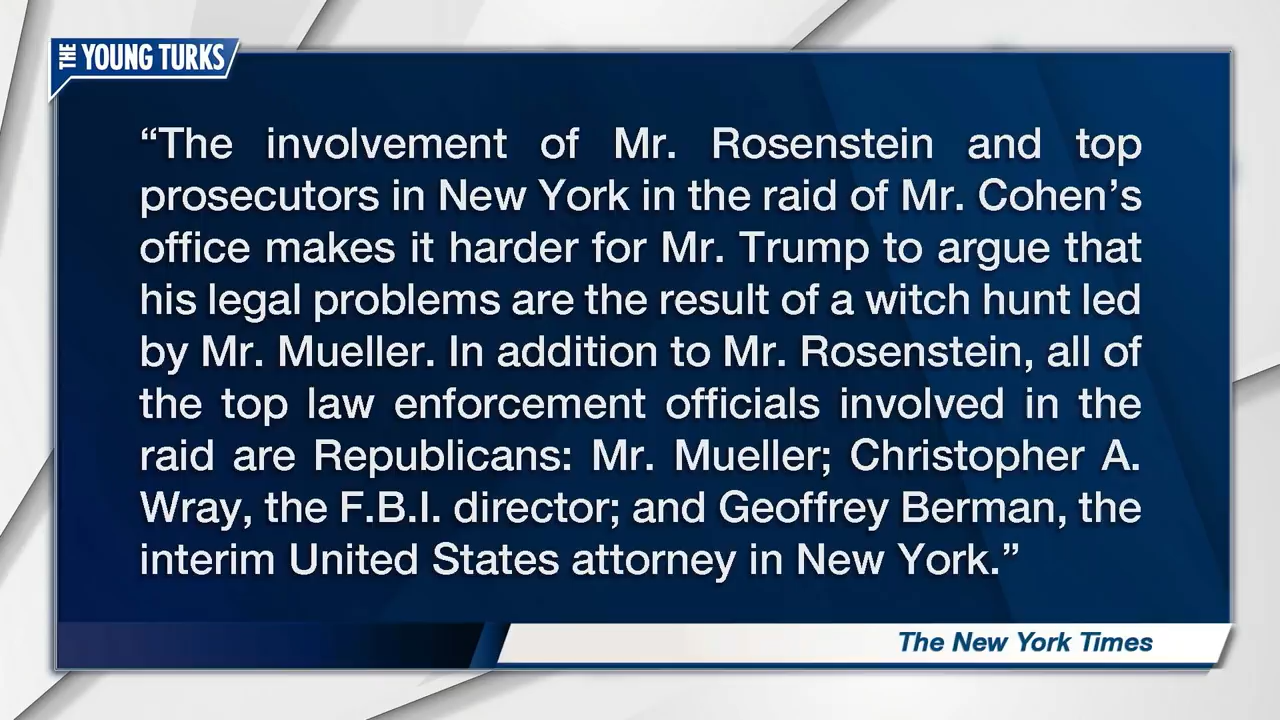 THE YOUNG TURKS
“The involvement of Mr. Rosenstein and top
prosecutors in New York in the raid of Mr. Cohen’s
office makes it harder for Mr. Trump to argue that
his legal problems are the result of a witch hunt led
by Mr. Mueller. In addition to Mr. Rosenstein, all of
the top law enforcement officials involved in the
raid are Republicans: Mr. Mueller; Christopher A.
Wray, the F.B.I. director; and Geoffrey Berman, the
interim United States attorney in New York.”
The New York Times